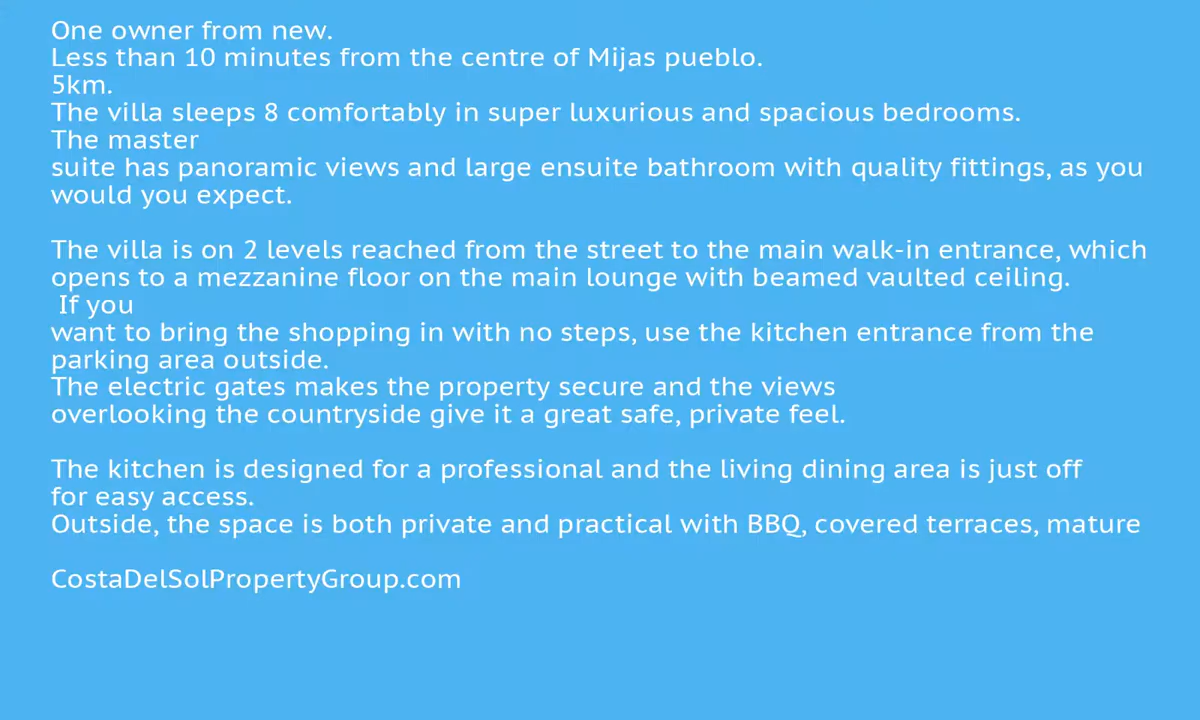 One owner from new.
Less than 10 minutes from the centre of Mijas pueblo.
5km.
The villa sleeps 8 comfortably in super luxurious and spacious bedrooms.
The master
suite has panoramic views and large ensuite bathroom with quality fittings, as you
would you expect.
The villa is on 2 levels reached from the street to the main walk-in entrance, which
opens to a mezzanine floor on the main lounge with beamed vaulted ceiling.
If you
want to bring the shopping in with no steps, use the kitchen entrance from the
parking area outside.
The electric gates makes the property secure and the views
overlooking the countryside give it a great safe, private feel.
The kitchen is designed for a professional and the living dining area is just off
for easy access.
Outside, the space is both private and practical with BBQ, covered terraces, mature
CostaDelSolPropertyGroup.com